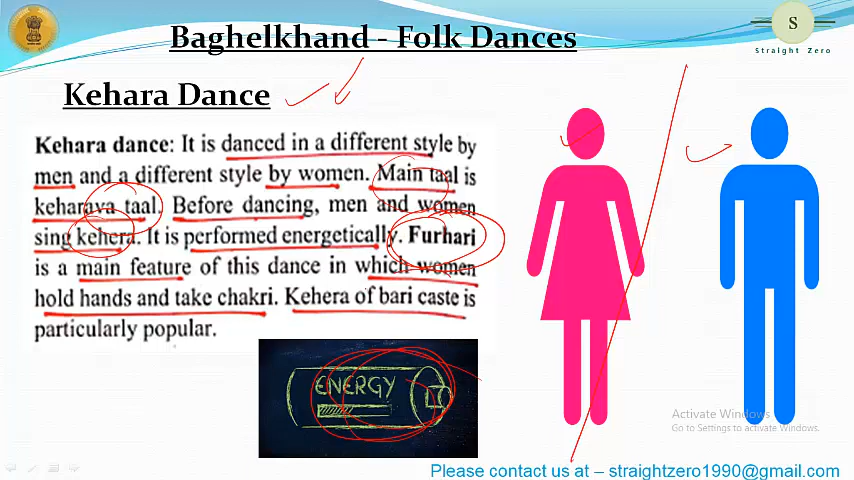 Baghelkhand - Folk Dances
S
Straight Zero
Kehara Dance
Kehara dance: It is danced in a different style by
men and a different style by women. Main taal is
keharava taal. Before dancing, men and women
sing kehera. It is performed energetically. Furhari
is a main feature of this dance in which women
hold hands and take chakri. Kehera of bari caste is
particularly popular.
ENERGY
Activate Windows
Go to Settings to activate Windows.
Please contact us at – straightzero1990@gmail.com